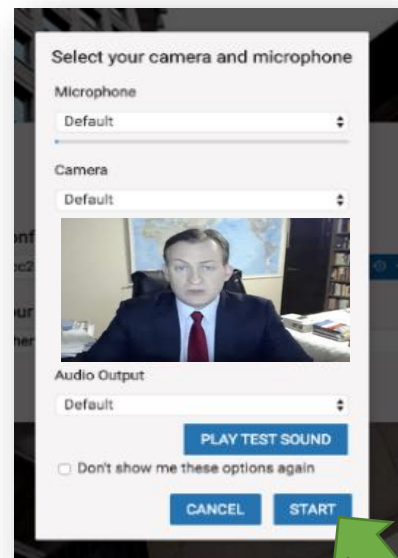 Select your camera and microphone
Microphone
Default
Camera
Default
Audio Output
Default
PLAY TEST SOUND
Don't show me these options again
CANCEL
START